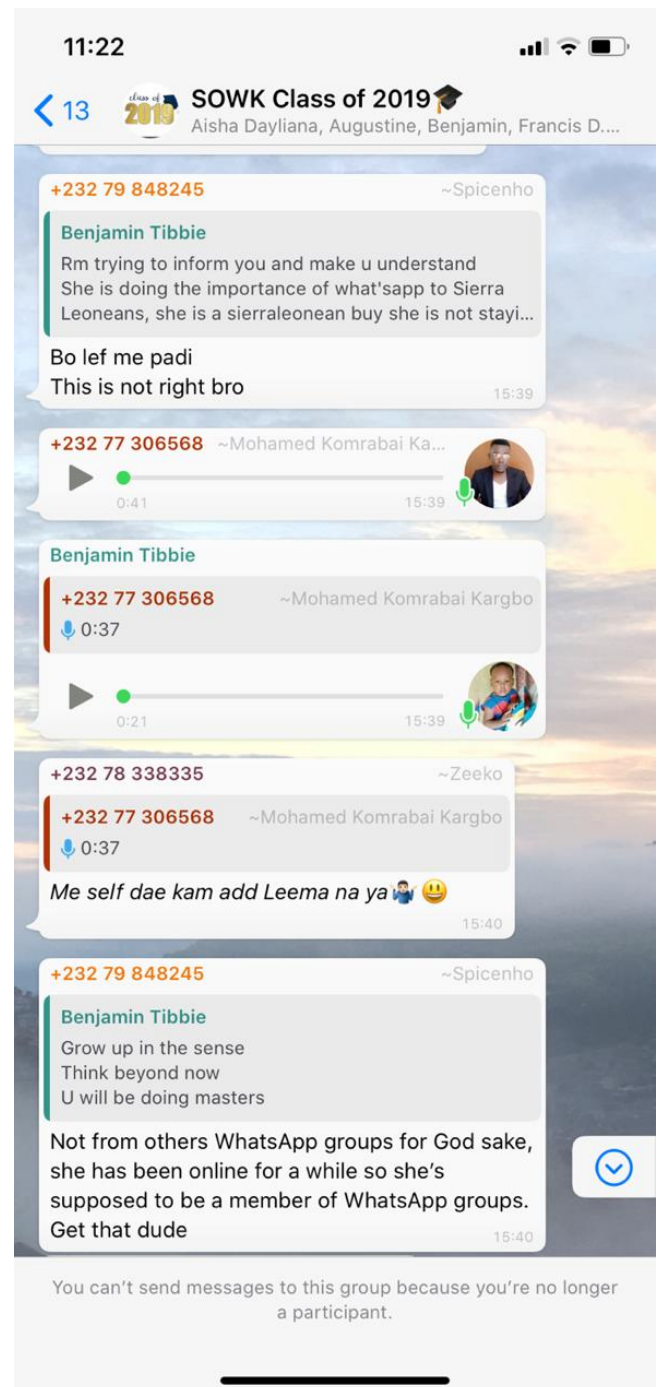 11:22
13
class of
2019
SOWK Class of 2019🎓
Aisha Dayliana, Augustine, Benjamin, Francis D....
+232 79 848245 ~Spicenho
Benjamin Tibbie
Rm trying to inform you and make u understand
She is doing the importance of what'sapp to Sierra
Leoneans, she is a sierraleonean buy she is not stayi...
Bo lef me padi
This is not right bro
15:39
+232 77 306568 ~Mohamed Komrabai Ka...
0:41 15:39
Benjamin Tibbie
+232 77 306568 ~Mohamed Komrabai Kargbo
0:37
0:21 15:39
+232 78 338335 ~Zeeko
+232 77 306568 ~Mohamed Komrabai Kargbo
0:37
Me self dae kam add Leema na ya🤷🏻‍♂️😃
15:40
+232 79 848245 ~Spicenho
Benjamin Tibbie
Grow up in the sense
Think beyond now
U will be doing masters
Not from others WhatsApp groups for God sake,
she has been online for a while so she's
supposed to be a member of WhatsApp groups.
Get that dude
15:40
You can't send messages to this group because you're no longer
a participant.